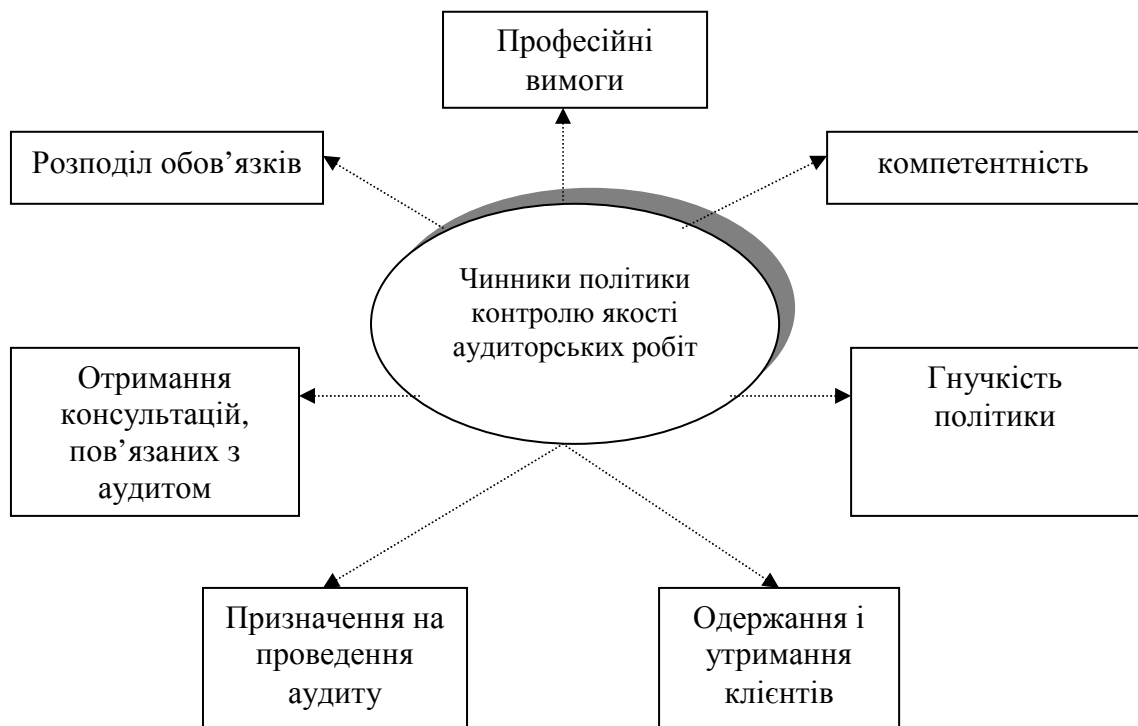 Професійні
вимоги
Розподіл обов’язків
компетентність
Чинники політики
контролю якості
аудиторських робіт
Отримання
консультацій,
пов’язаних з
аудитом
Гнучкість
політики
Призначення на
проведення
аудиту
Одержання і
утримання
клієнтів